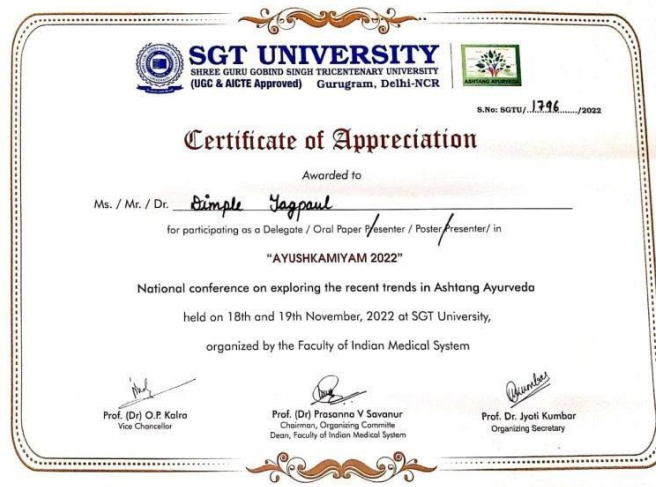 SGT UNIVERSITY
SHREE GURU GOBIND SINGH TRICENTENARY UNIVERSITY
(UGC & AICTE Approved) Gurugram, Delhi-NCR
ASHTANG AYURVEDA
S.No: SGTU/..1796......./2022
Certificate of Appreciation
Awarded to
Ms. / Mr. / Dr. Dimple Jagpaul
for participating as a Delegate / Oral Paper Presenter / Poster Presenter/ in
"AYUSHKAMIYAM 2022"
National conference on exploring the recent trends in Ashtang Ayurveda
held on 18th and 19th November, 2022 at SGT University,
organized by the Faculty of Indian Medical System
Prof. (Dr) O.P. Kalra
Vice Chancellor
Prof. (Dr) Prasanna V Savanur
Chairman, Organizing Committe
Dean, Faculty of Indian Medical System
Prof. Dr. Jyoti Kumbar
Organizing Secretary